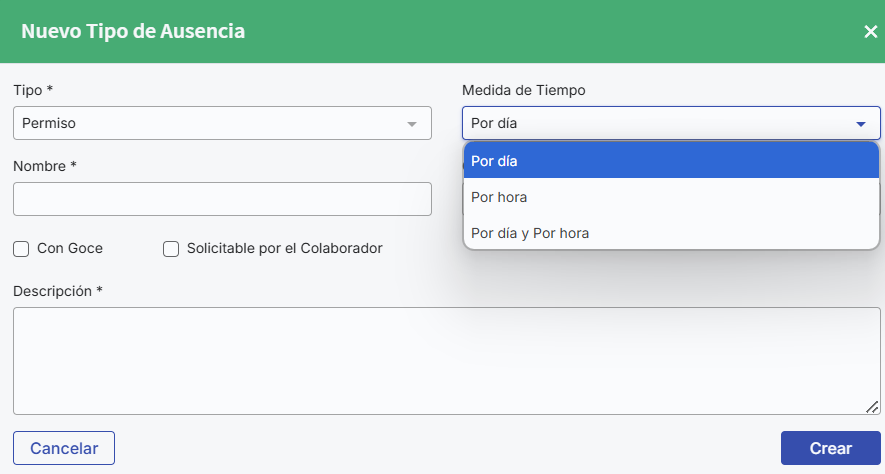 Nuevo Tipo de Ausencia
Tipo *
Medida de Tiempo
Permiso
Por día
Por día
Por hora
Por día y Por hora
Nombre *
Con Goce
Solicitable por el Colaborador
Descripción *
Cancelar
Crear